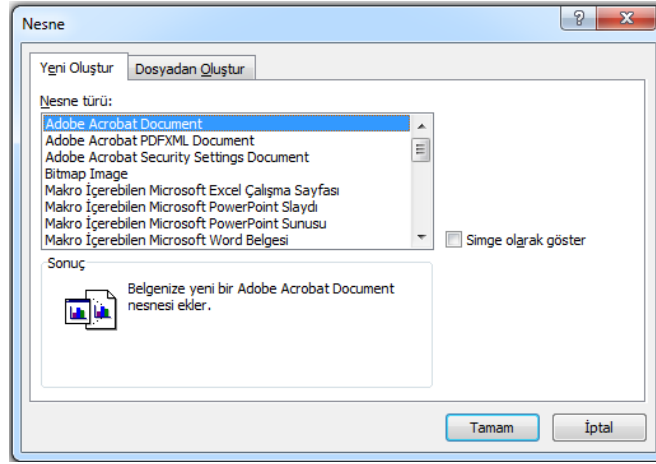 Nesne
Yeni Oluştur Dosyadan Oluştur
Nesne türü:
Adobe Acrobat Document
Adobe Acrobat PDFXML Document
Adobe Acrobat Security Settings Document
Bitmap Image
Makro İçerebilen Microsoft Excel Çalışma Sayfası
Makro İçerebilen Microsoft PowerPoint Slaydı
Makro İçerebilen Microsoft PowerPoint Sunusu
Makro İçerebilen Microsoft Word Belgesi
Simge olarak göster
Sonuç
Belgenize yeni bir Adobe Acrobat Document
nesnesi ekler.
Tamam İptal